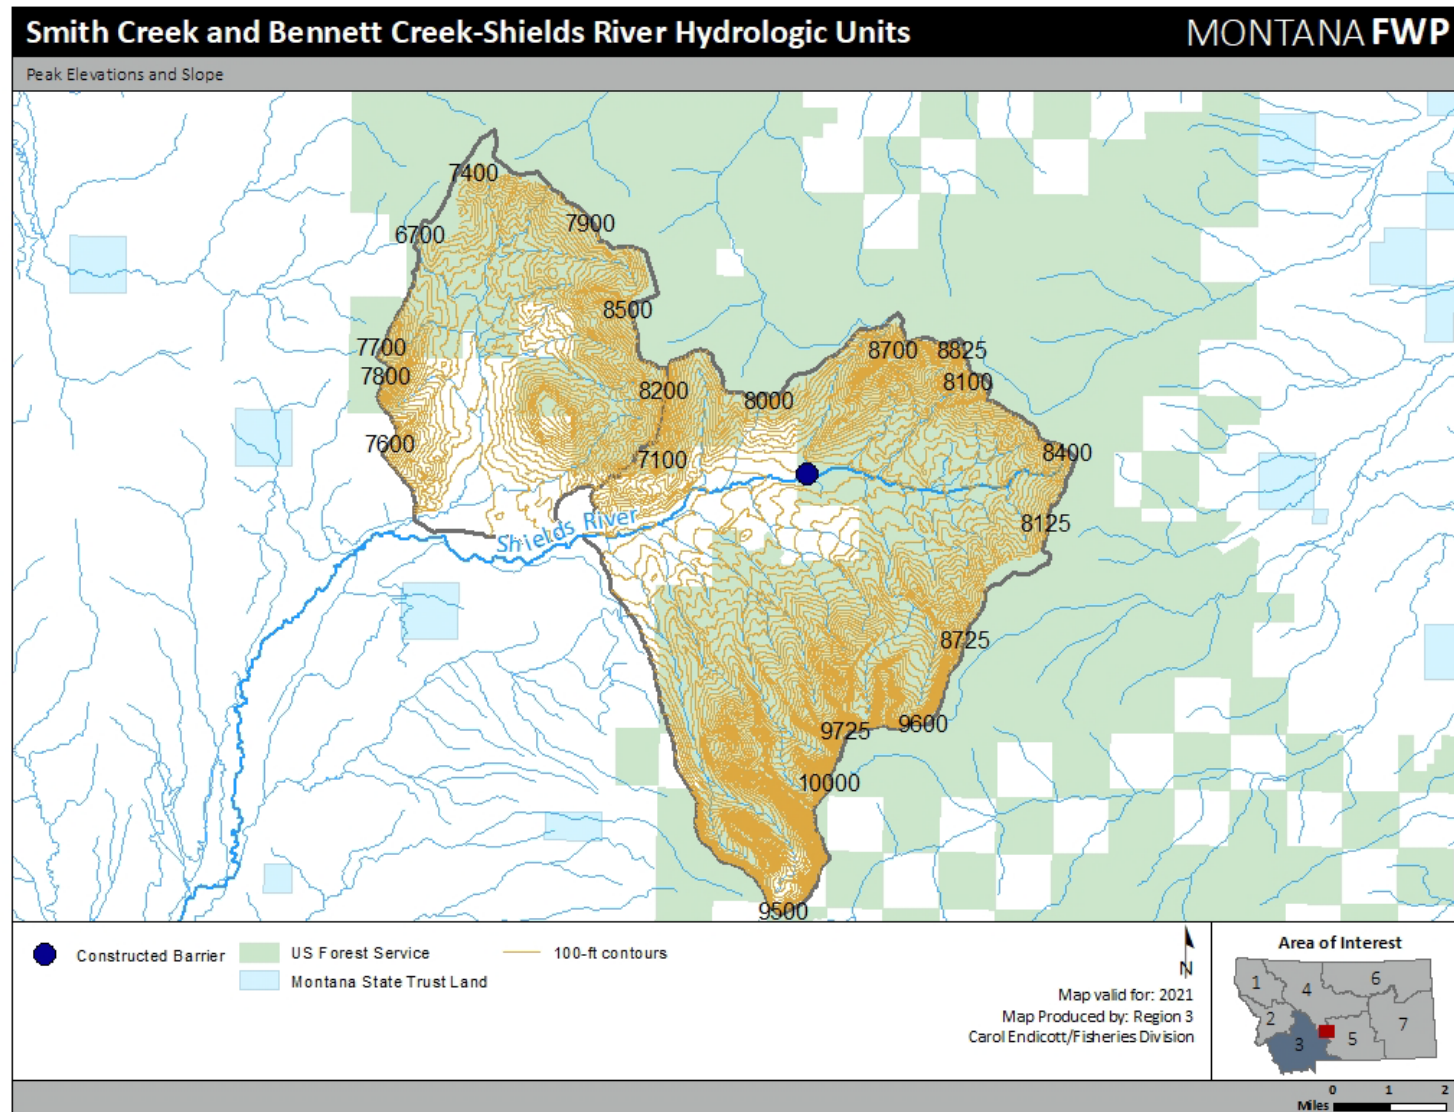 Smith Creek and Bennett Creek-Shields River Hydrologic Units
MONTANA FWP
Peak Elevations and Slope
7400
7900
6700
8500
7700
7800
8700
8825
8200
8100
8000
7600
7100
8400
Shields River
8125
8725
9725
9600
10000
9500
Constructed Barrier
US Forest Service
100-ft contours
Montana State Trust Land
N
Map valid for: 2021
Map Produced by: Region 3
Carol Endicott/Fisheries Division
Area of Interest
1
4
6
2
3
5
7
0 1 2
Miles